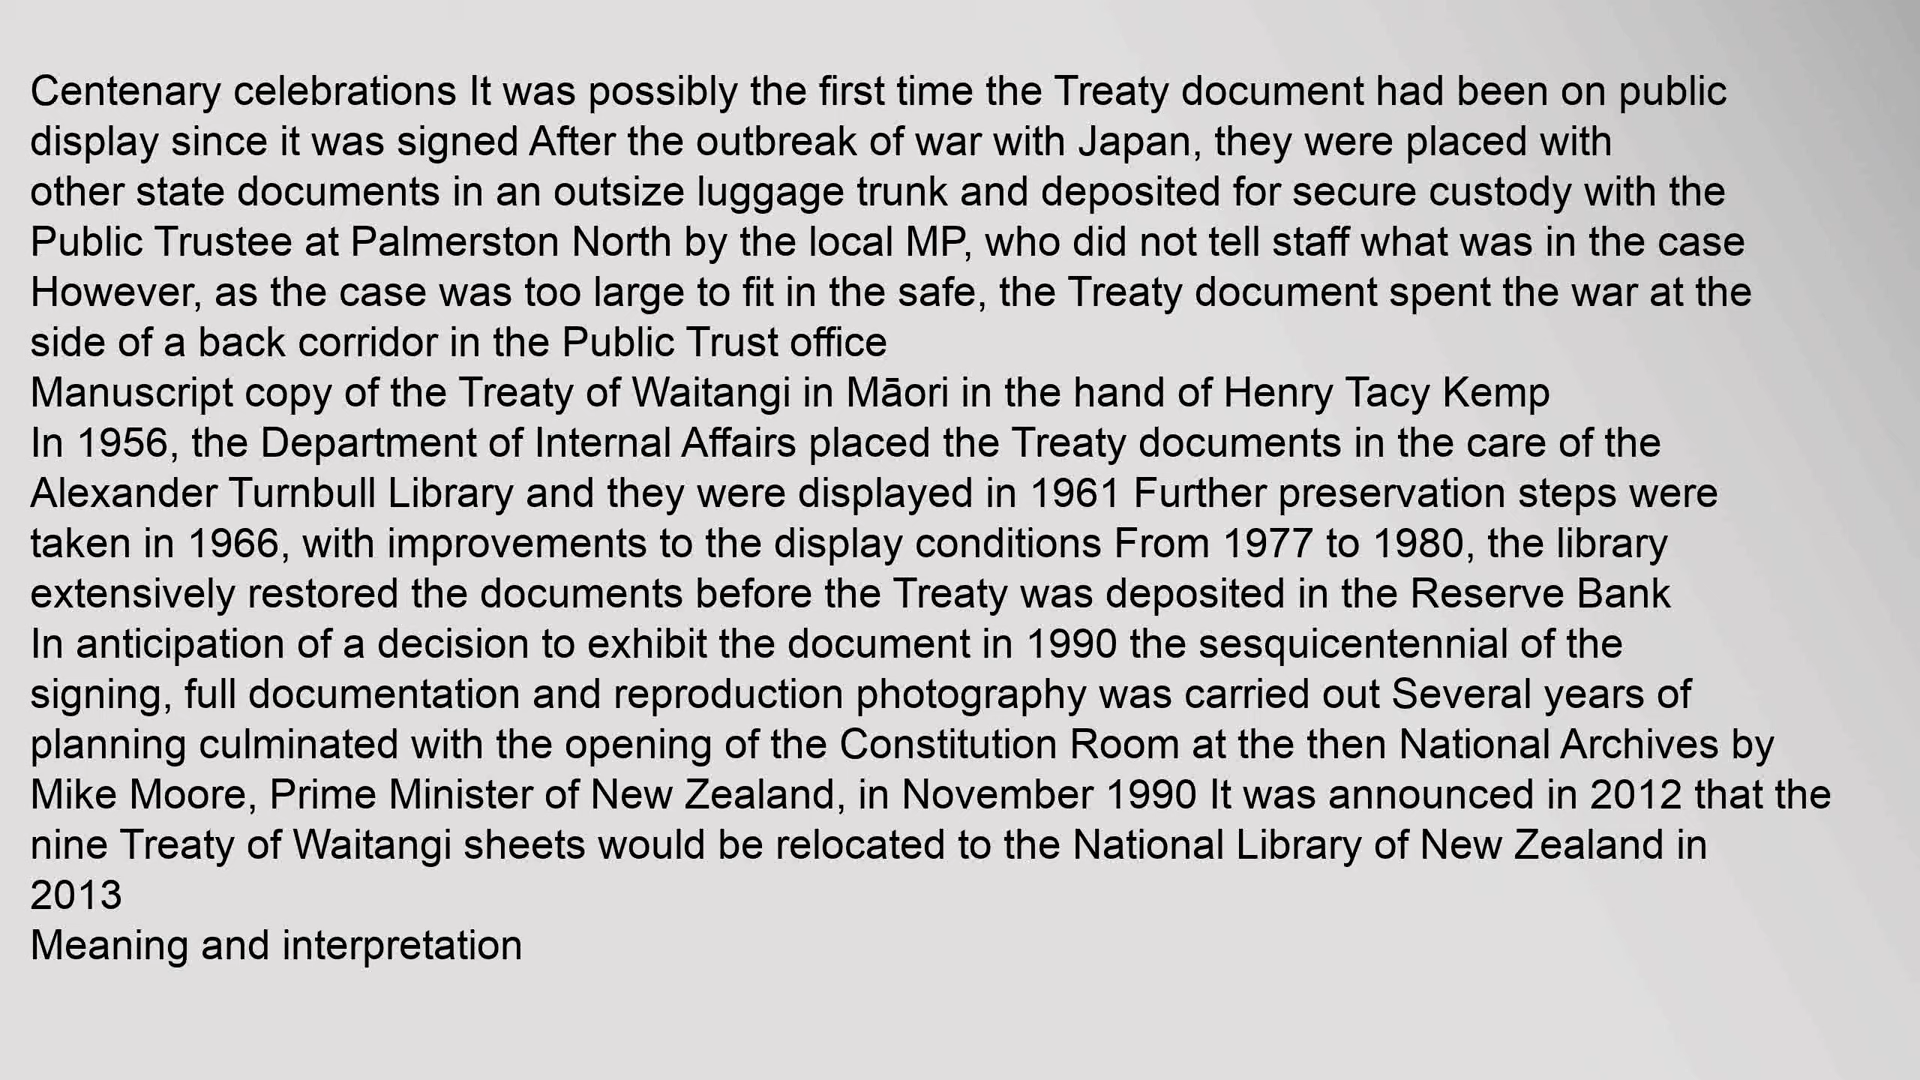 Centenary celebrations It was possibly the first time the Treaty document had been on public
display since it was signed After the outbreak of war with Japan, they were placed with
other state documents in an outsize luggage trunk and deposited for secure custody with the
Public Trustee at Palmerston North by the local MP, who did not tell staff what was in the case
However, as the case was too large to fit in the safe, the Treaty document spent the war at the
side of a back corridor in the Public Trust office
Manuscript copy of the Treaty of Waitangi in Māori in the hand of Henry Tacy Kemp
In 1956, the Department of Internal Affairs placed the Treaty documents in the care of the
Alexander Turnbull Library and they were displayed in 1961 Further preservation steps were
taken in 1966, with improvements to the display conditions From 1977 to 1980, the library
extensively restored the documents before the Treaty was deposited in the Reserve Bank
In anticipation of a decision to exhibit the document in 1990 the sesquicentennial of the
signing, full documentation and reproduction photography was carried out Several years of
planning culminated with the opening of the Constitution Room at the then National Archives by
Mike Moore, Prime Minister of New Zealand, in November 1990 It was announced in 2012 that the
nine Treaty of Waitangi sheets would be relocated to the National Library of New Zealand in
2013
Meaning and interpretation